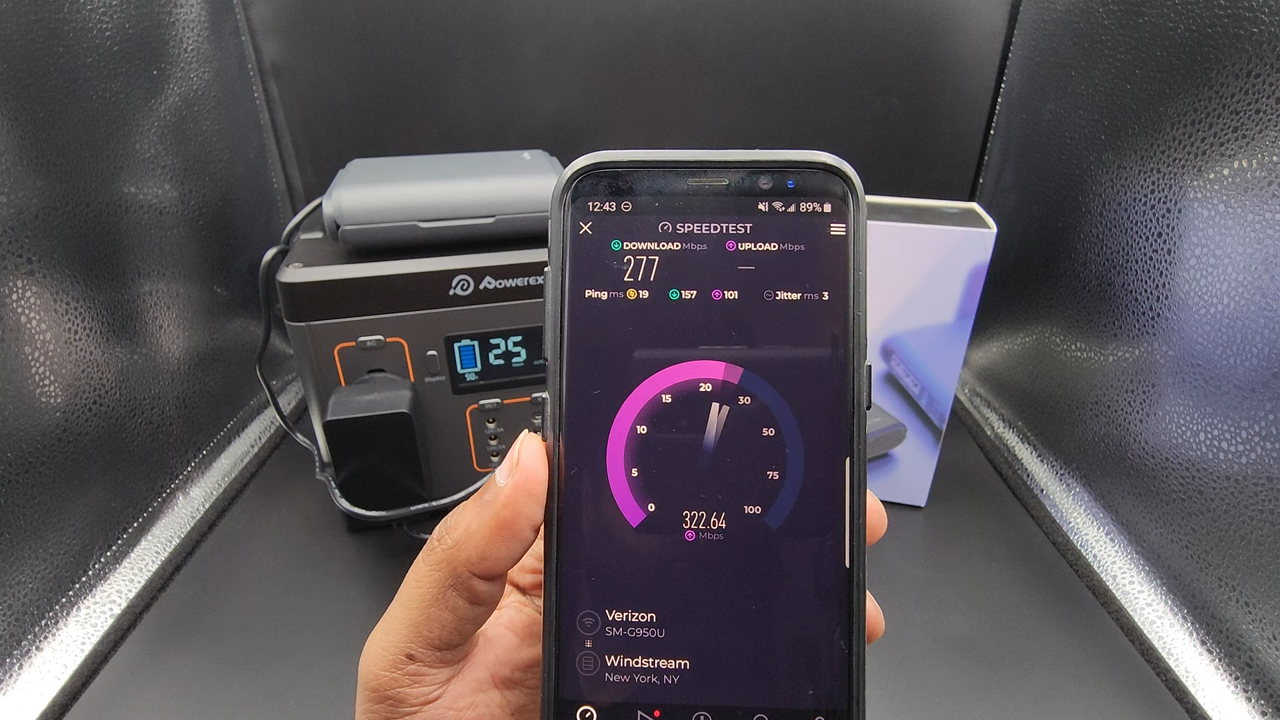 12:43 89%
SPEEDTEST
DOWNLOAD Mbps UPLOAD Mbps
277 —
Ping ms 19 157 101 Jitter ms 3
0 5 10 15 20 30 50 75 100
322.64
Mbps
Verizon
SM-G950U
Windstream
New York, NY
Powerex
AC
Display
25